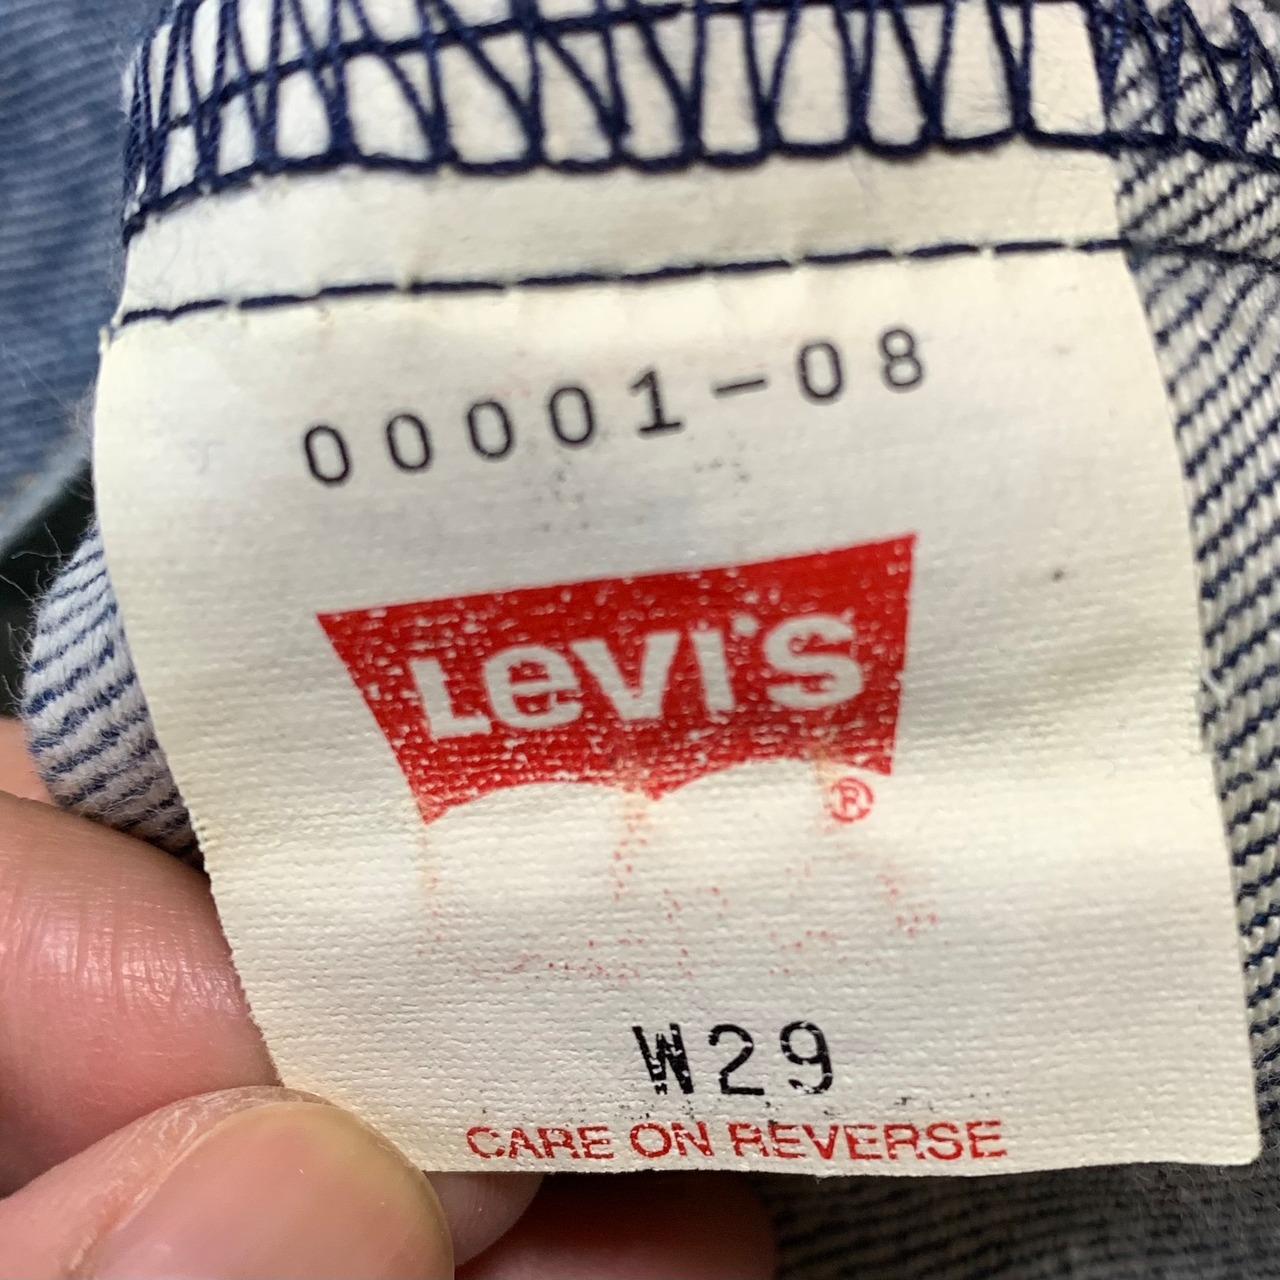 00001-08
Levi's
®
W29
CARE ON REVERSE